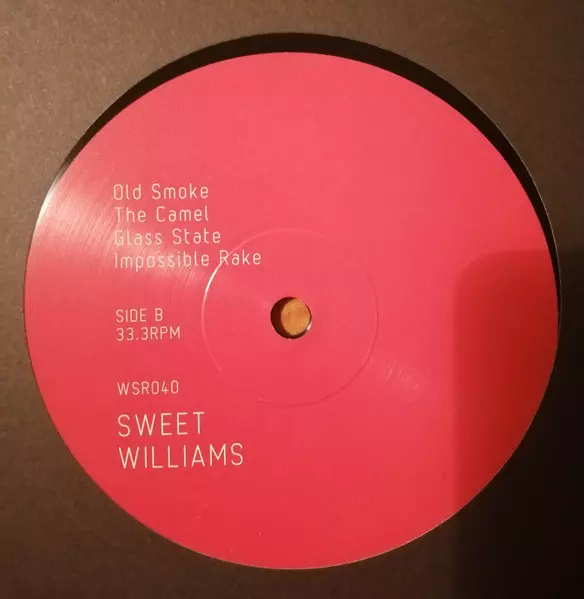 Old Smoke
The Camel
Glass State
Impossible Rake
SIDE B
33.3RPM
WSR040
SWEET
WILLIAMS